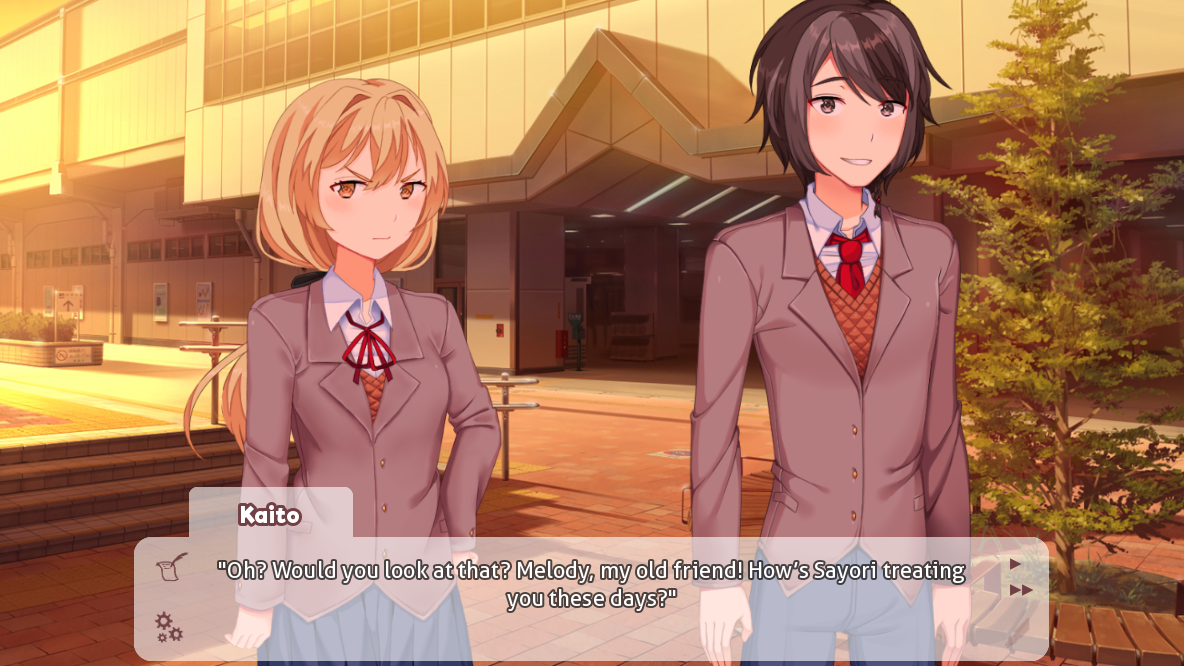 Kaito
"Oh? Would you look at that? Melody, my old friend! How's Sayori treating
you these days?"